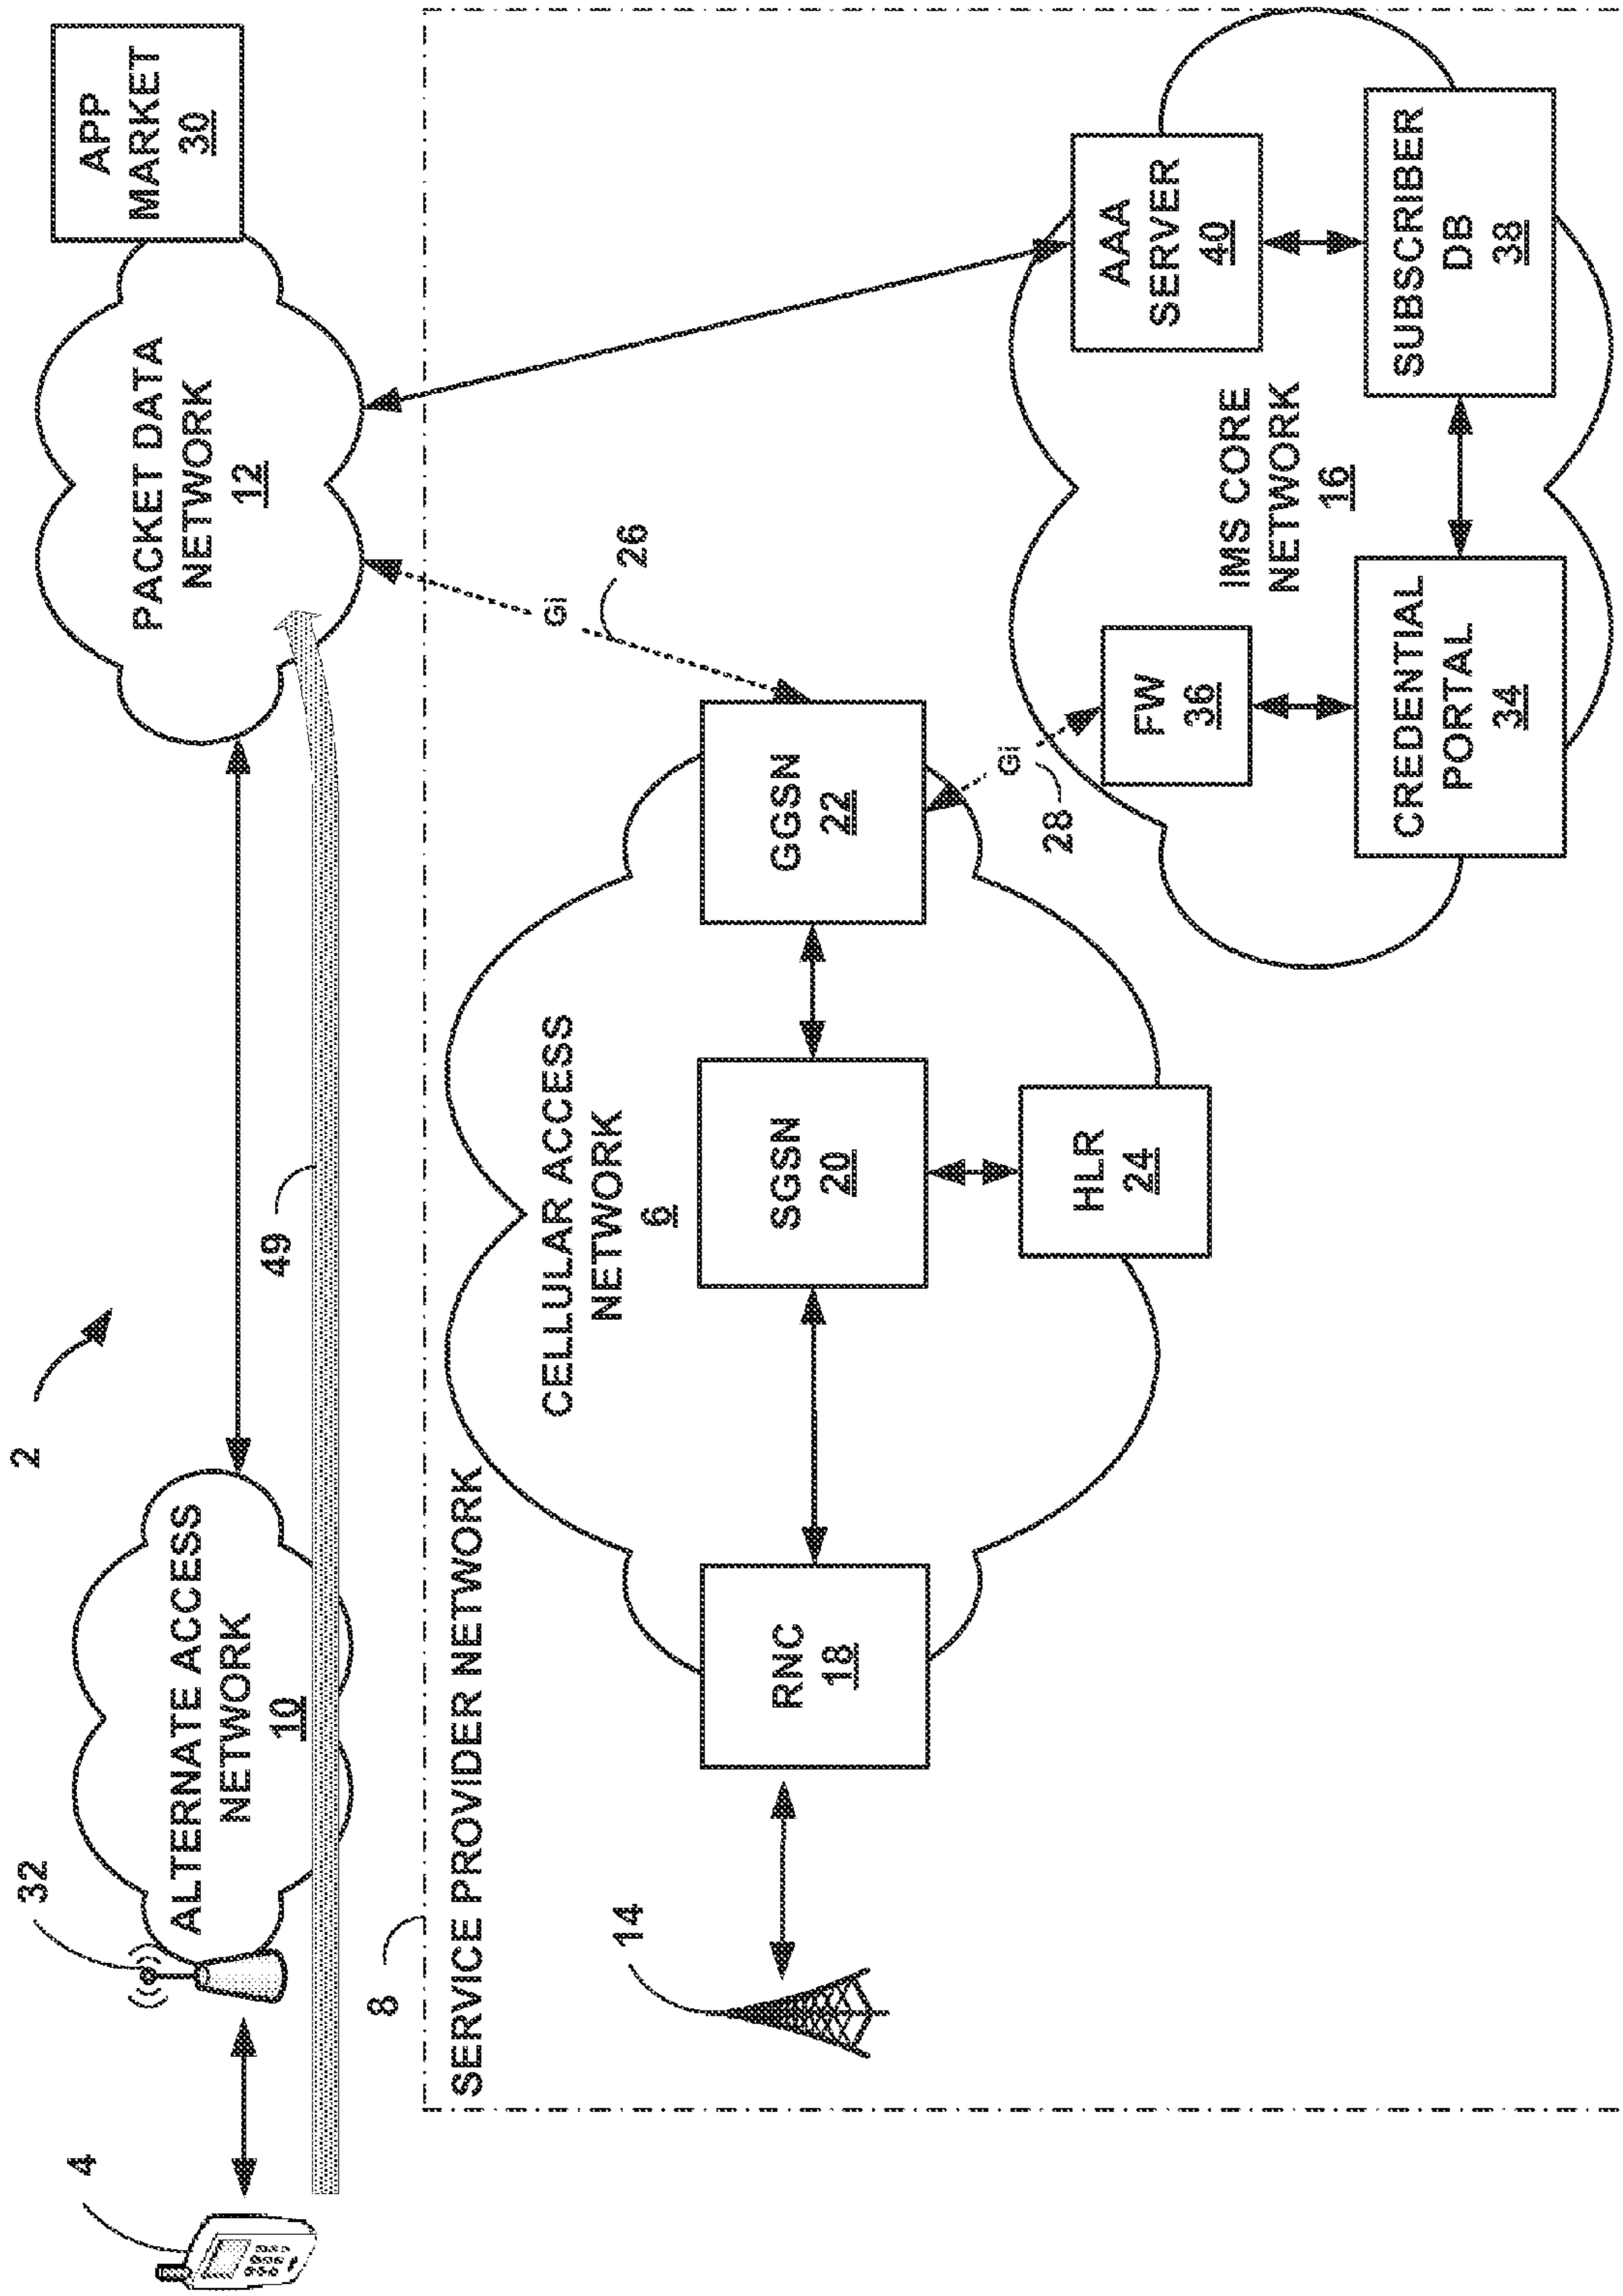 2
4
32
ALTERNATE ACCESS
NETWORK
10
49
PACKET DATA
NETWORK
12
APP
MARKET
30
8
SERVICE PROVIDER NETWORK
14
CELLULAR ACCESS
NETWORK
6
RNC
18
SGSN
20
GGSN
22
HLR
24
Gi
26
Gi
28
IMS CORE
NETWORK
16
FW
36
AAA
SERVER
40
CREDENTIAL
PORTAL
34
SUBSCRIBER
DB
38